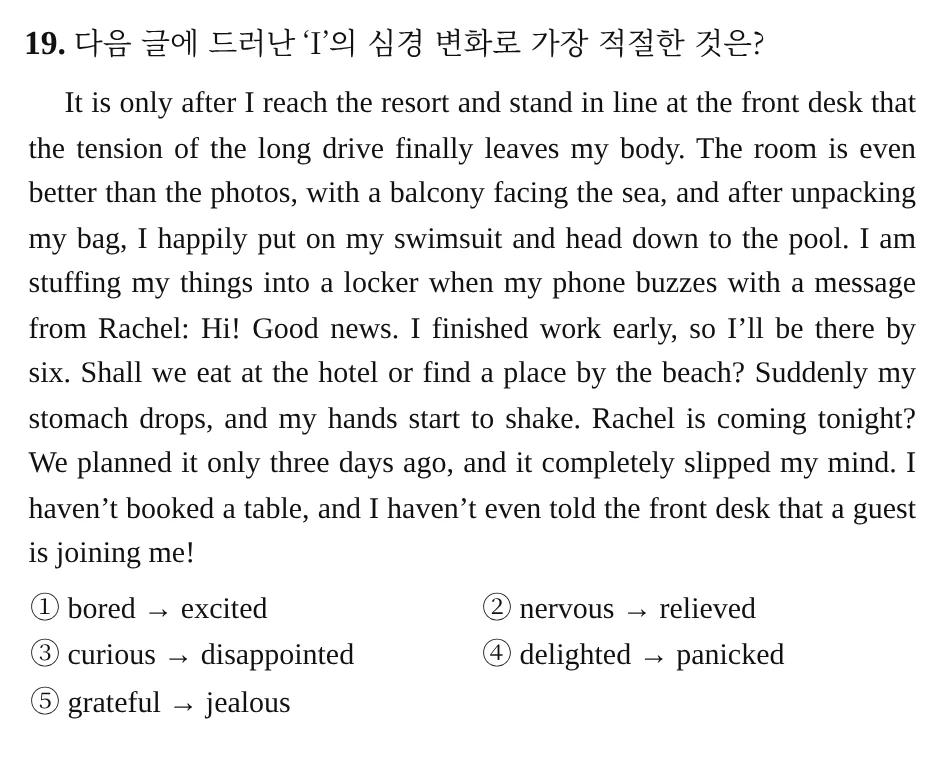 19. 다음 글에 드러난 ‘I’의 심경 변화로 가장 적절한 것은?
It is only after I reach the resort and stand in line at the front desk that
the tension of the long drive finally leaves my body. The room is even
better than the photos, with a balcony facing the sea, and after unpacking
my bag, I happily put on my swimsuit and head down to the pool. I am
stuffing my things into a locker when my phone buzzes with a message
from Rachel: Hi! Good news. I finished work early, so I’ll be there by
six. Shall we eat at the hotel or find a place by the beach? Suddenly my
stomach drops, and my hands start to shake. Rachel is coming tonight?
We planned it only three days ago, and it completely slipped my mind. I
haven’t booked a table, and I haven’t even told the front desk that a guest
is joining me!
① bored → excited ② nervous → relieved
③ curious → disappointed ④ delighted → panicked
⑤ grateful → jealous